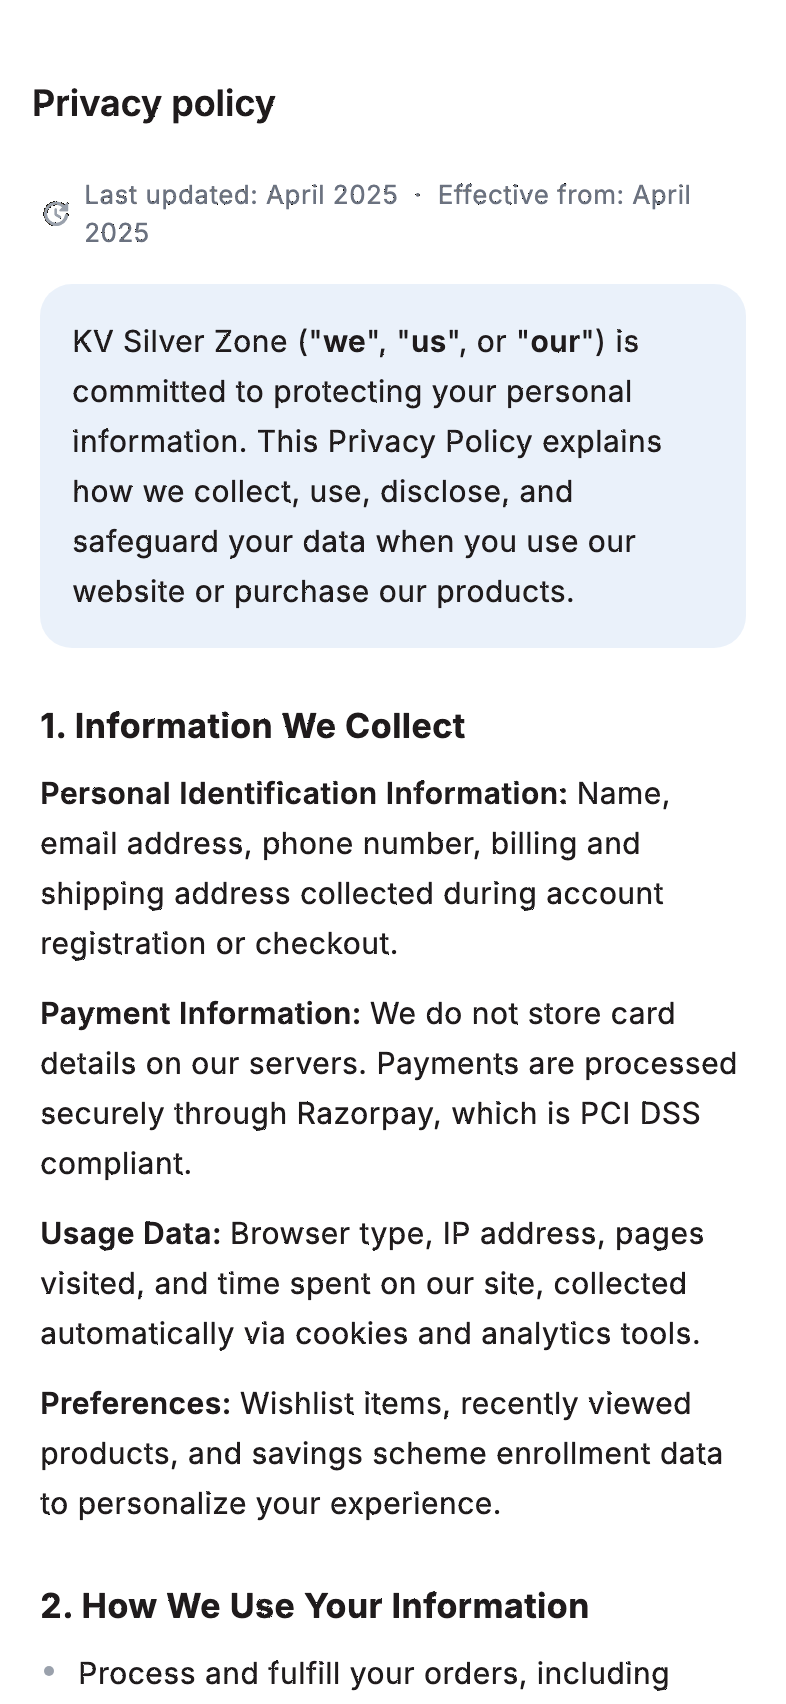 Privacy policy
Last updated: April 2025 · Effective from: April
2025
KV Silver Zone ("we", "us", or "our") is
committed to protecting your personal
information. This Privacy Policy explains
how we collect, use, disclose, and
safeguard your data when you use our
website or purchase our products.
1. Information We Collect
Personal Identification Information: Name,
email address, phone number, billing and
shipping address collected during account
registration or checkout.
Payment Information: We do not store card
details on our servers. Payments are processed
securely through Razorpay, which is PCI DSS
compliant.
Usage Data: Browser type, IP address, pages
visited, and time spent on our site, collected
automatically via cookies and analytics tools.
Preferences: Wishlist items, recently viewed
products, and savings scheme enrollment data
to personalize your experience.
2. How We Use Your Information
• Process and fulfill your orders, including